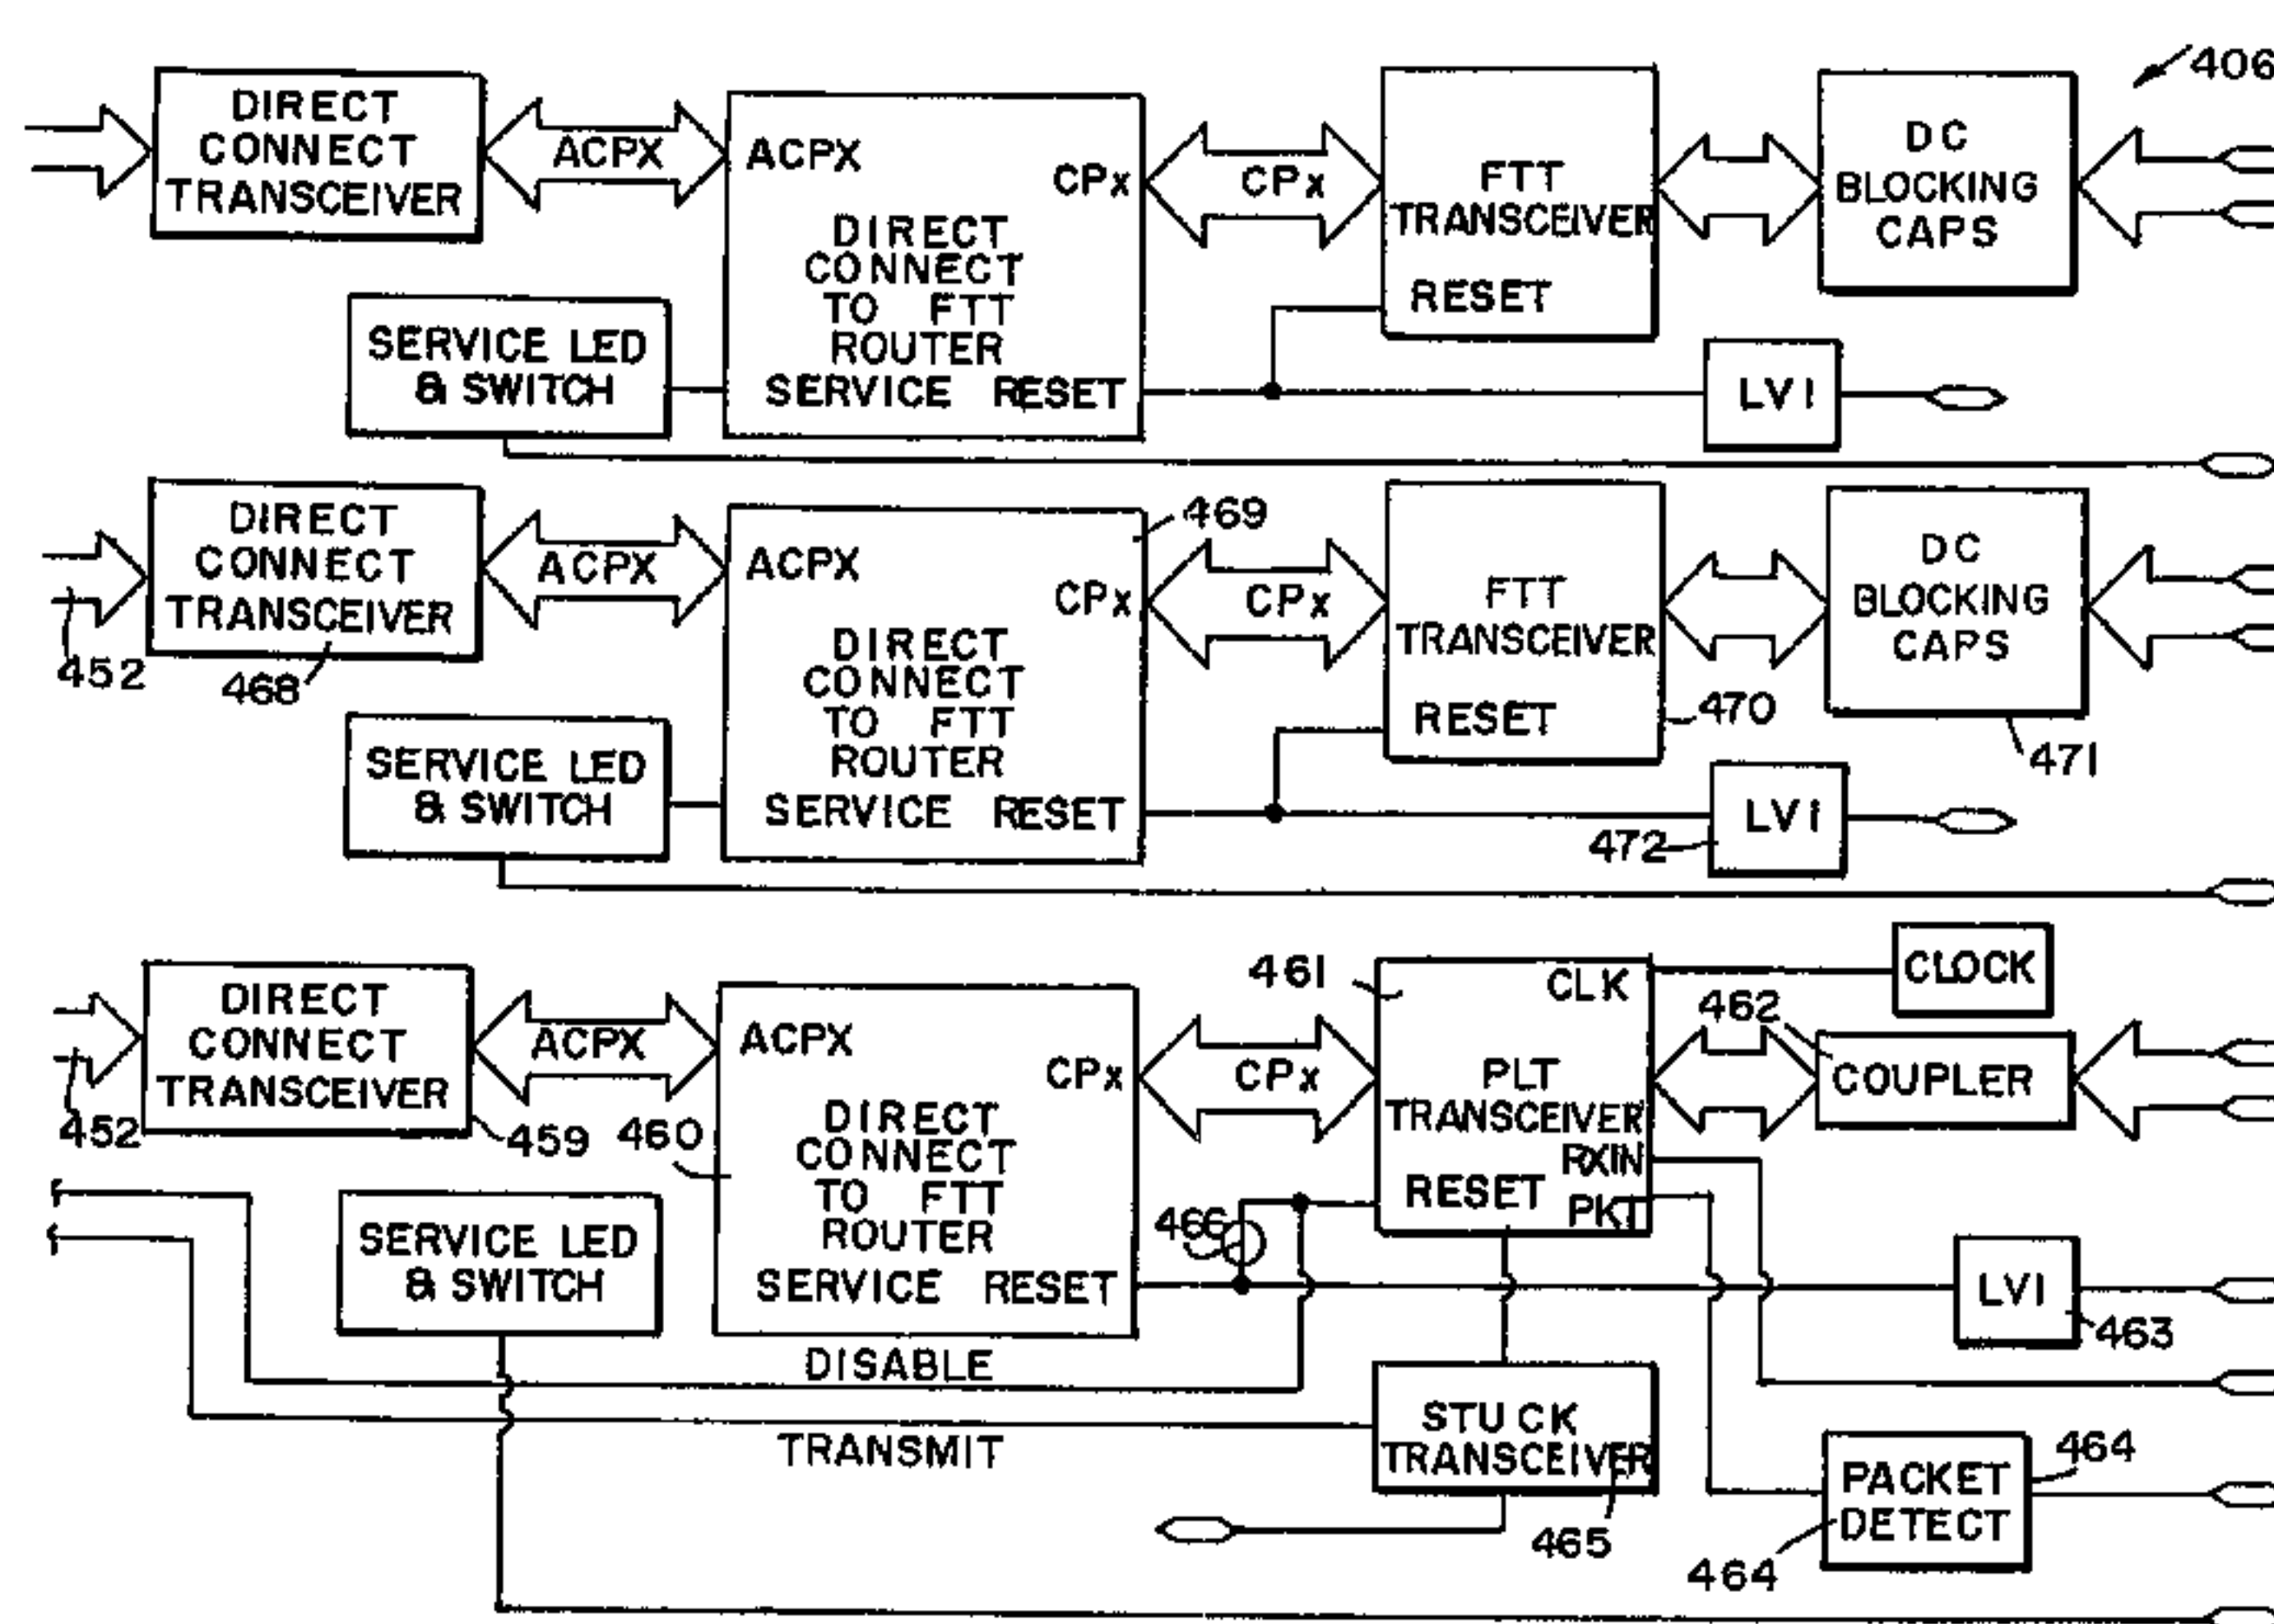 406
DIRECT
CONNECT
TRANSCEIVER
ACPX
ACPX
CPx
DIRECT
CONNECT
TO FTT
ROUTER
SERVICE RESET
CPx
FTT
TRANSCEIVER
RESET
DC
BLOCKING
CAPS
SERVICE LED
& SWITCH
LVI
DIRECT
CONNECT
TRANSCEIVER
452
468
ACPX
ACPX
469
CPx
DIRECT
CONNECT
TO FTT
ROUTER
SERVICE RESET
CPx
FTT
TRANSCEIVER
RESET
470
DC
BLOCKING
CAPS
471
SERVICE LED
& SWITCH
LVI
472
DIRECT
CONNECT
TRANSCEIVER
452
459
ACPX
460
ACPX
CPx
DIRECT
CONNECT
TO FTT
ROUTER
SERVICE RESET
CPx
461
CLK
PLT
TRANSCEIVER
RXIN
RESET
PKT
CLOCK
462
COUPLER
466
SERVICE LED
& SWITCH
LVI
463
DISABLE
TRANSMIT
STUCK
TRANSCEIVER
465
PACKET
DETECT
464
464